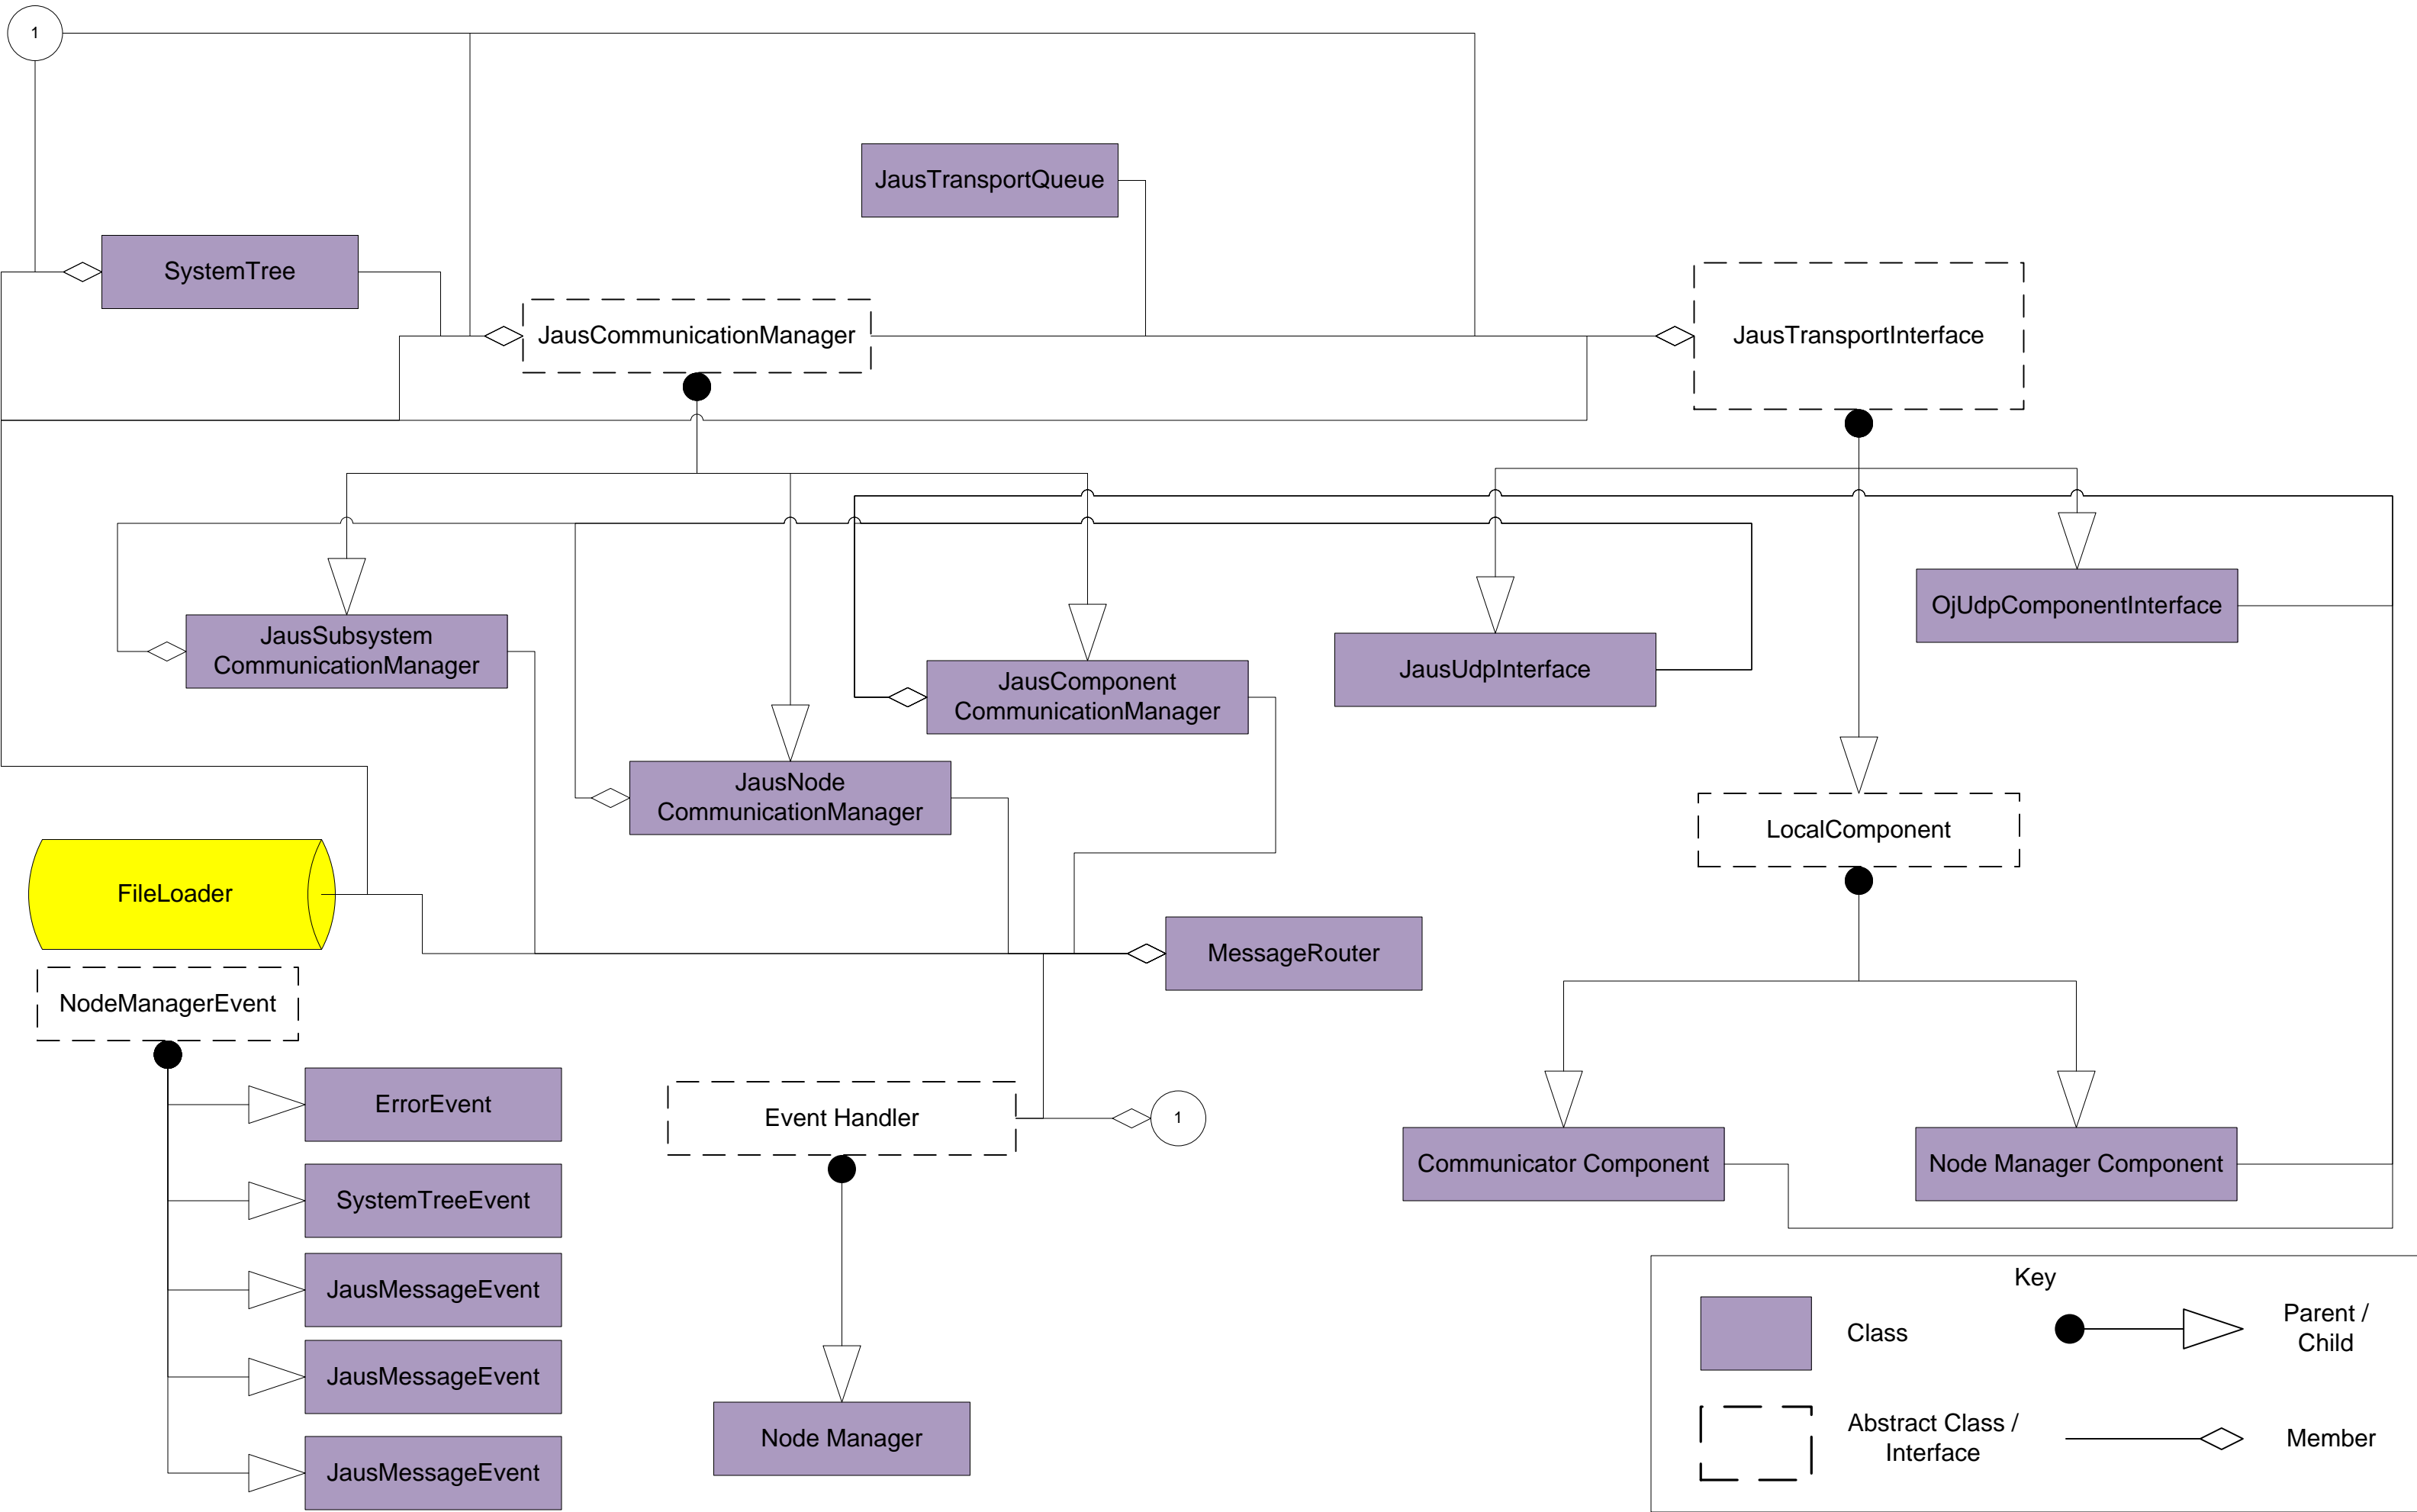 1
JausTransportQueue
SystemTree
JausCommunicationManager
JausTransportInterface
JausSubsystem
CommunicationManager
JausComponent
CommunicationManager
JausUdpInterface
OjUdpComponentInterface
JausNode
CommunicationManager
LocalComponent
FileLoader
MessageRouter
NodeManagerEvent
ErrorEvent
Event Handler
1
Communicator Component
Node Manager Component
SystemTreeEvent
JausMessageEvent
JausMessageEvent
JausMessageEvent
Node Manager
Key
Class
Parent /
Child
Abstract Class /
Interface
Member